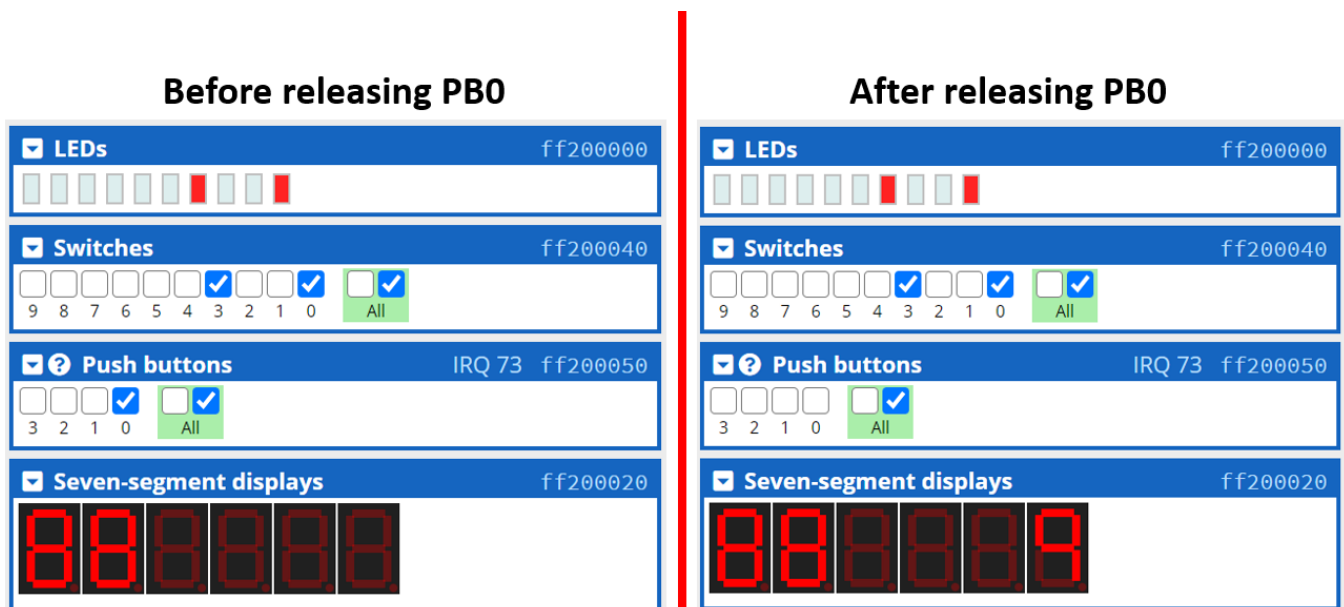 Before releasing PB0
LEDs ff200000
Switches ff200040
9 8 7 6 5 4 3 2 1 0 All
Push buttons IRQ 73 ff200050
3 2 1 0 All
Seven-segment displays ff200020
88
After releasing PB0
LEDs ff200000
Switches ff200040
9 8 7 6 5 4 3 2 1 0 All
Push buttons IRQ 73 ff200050
3 2 1 0 All
Seven-segment displays ff200020
88 9